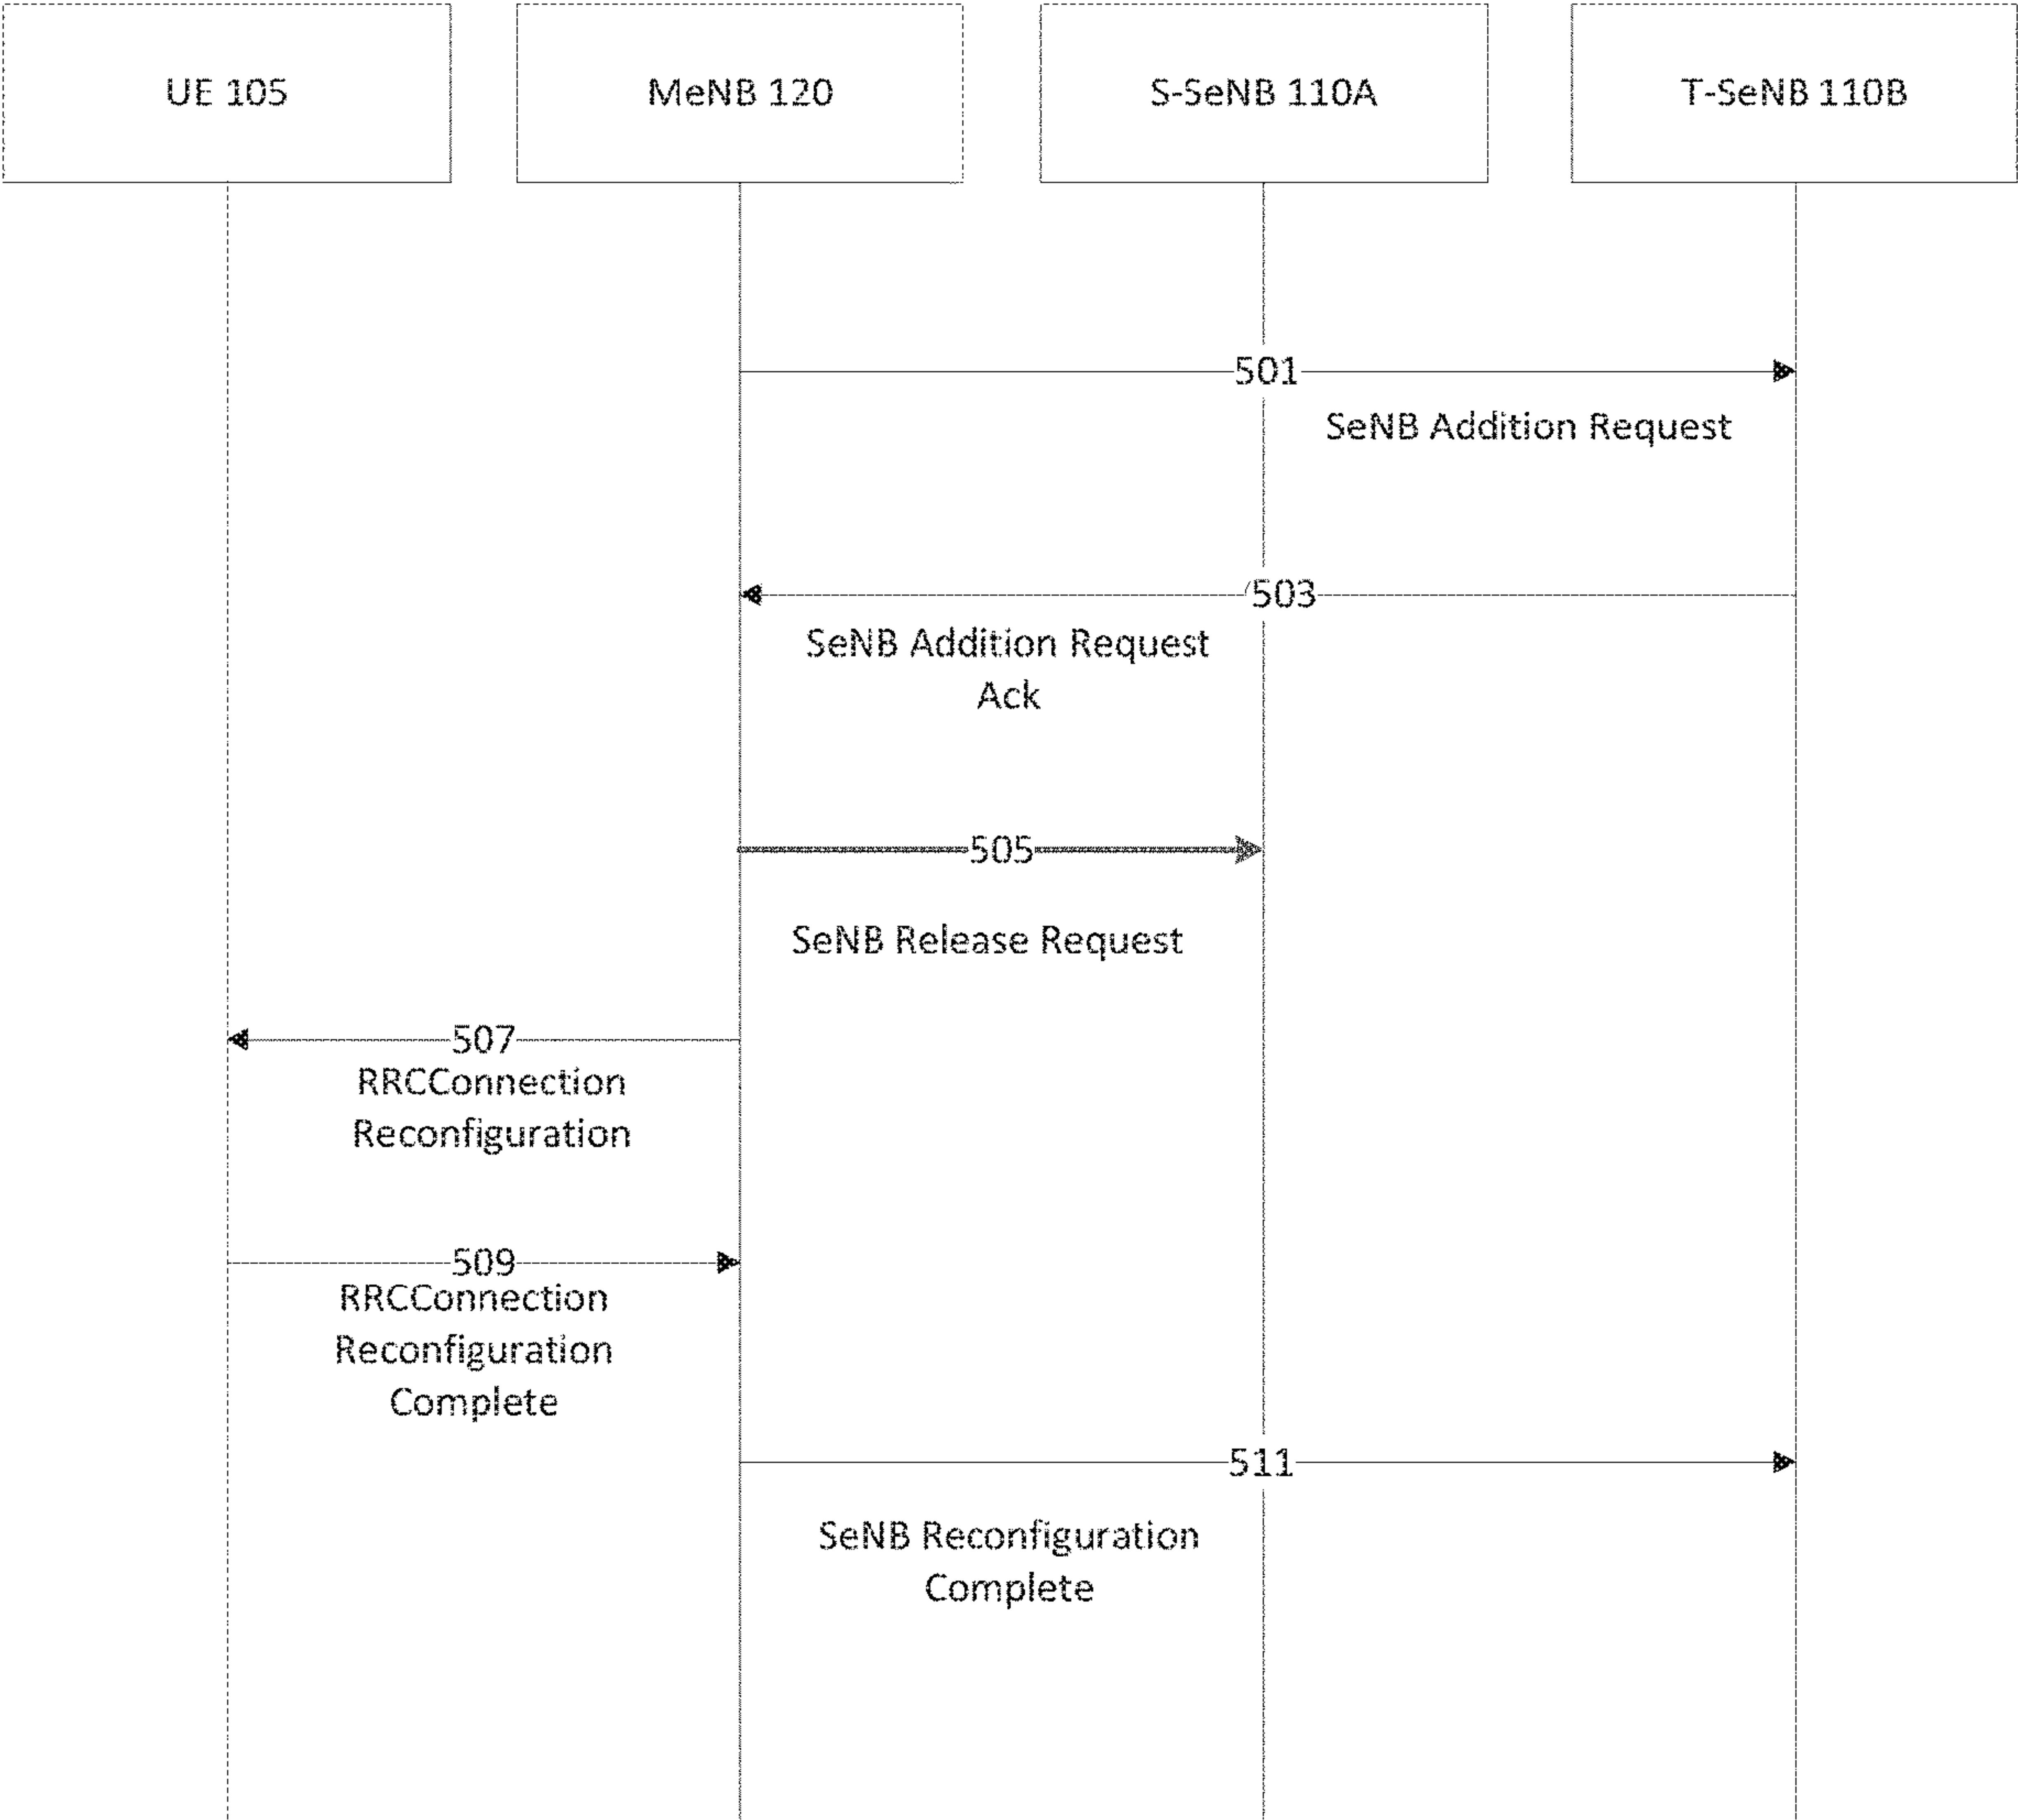 UE 105
MeNB 120
S-SeNB 110A
T-SeNB 110B
501
SeNB Addition Request
503
SeNB Addition Request
Ack
505
SeNB Release Request
507
RRCConnection
Reconfiguration
509
RRCConnection
Reconfiguration
Complete
511
SeNB Reconfiguration
Complete